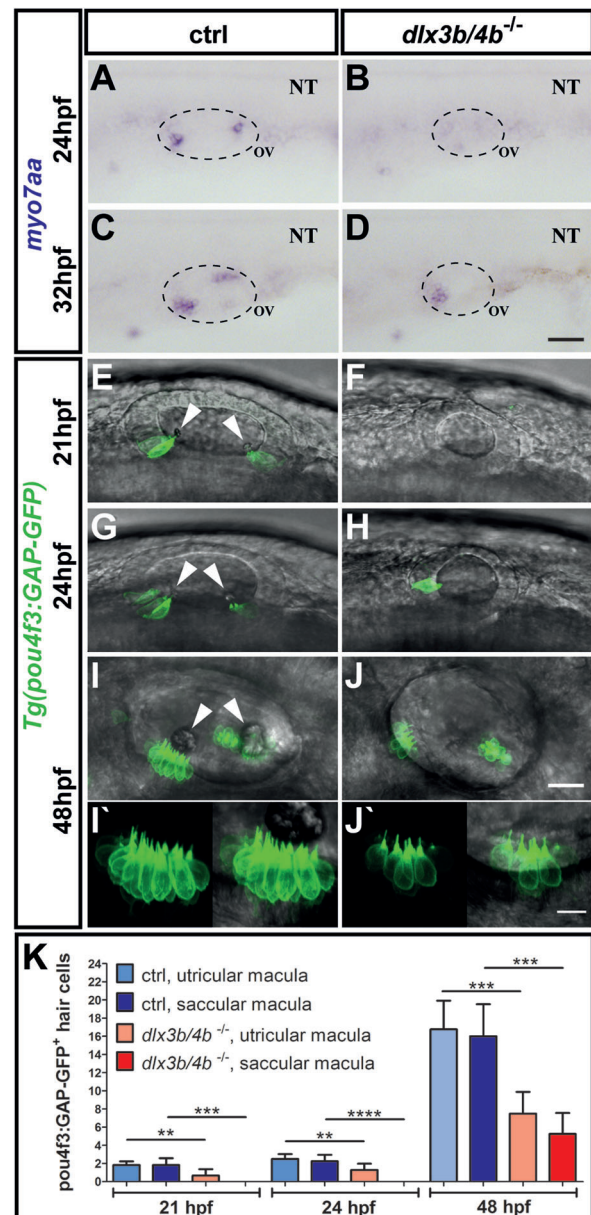 ctrl
dlx3b/4b-/-
myo7aa
24hpf
A
NT
ov
B
NT
ov
32hpf
C
NT
ov
D
NT
ov
Tg(pou4f3:GAP-GFP)
21hpf
E
F
24hpf
G
H
48hpf
I
J
I`
J`
K
pou4f3:GAP-GFP+ hair cells
24
22
20
18
16
14
12
10
8
6
4
2
0
ctrl, utricular macula
ctrl, saccular macula
dlx3b/4b -/-, utricular macula
dlx3b/4b -/-, saccular macula
***
**
****
**
***
***
21 hpf
24 hpf
48 hpf